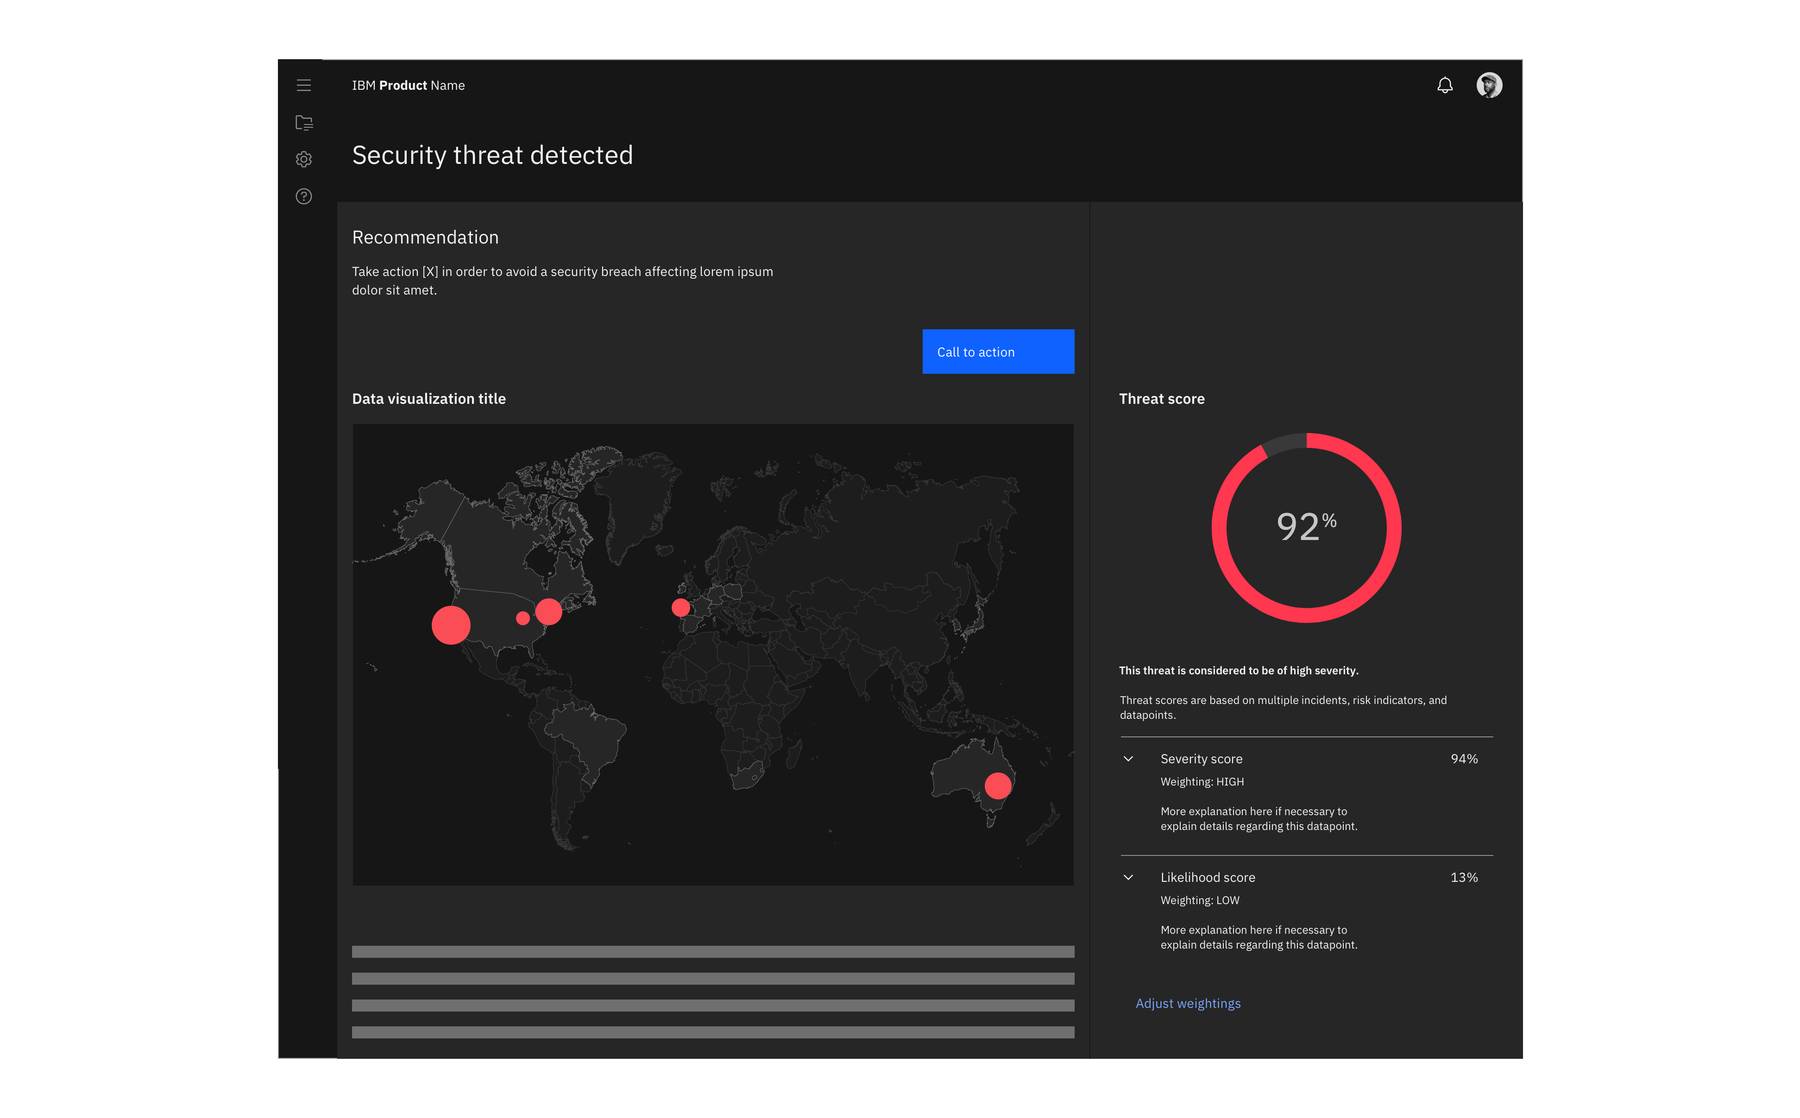 IBM Product Name
Security threat detected
Recommendation
Take action [X] in order to avoid a security breach affecting lorem ipsum
dolor sit amet.
Call to action
Data visualization title
Threat score
92%
This threat is considered to be of high severity.
Threat scores are based on multiple incidents, risk indicators, and
datapoints.
Severity score 94%
Weighting: HIGH
More explanation here if necessary to
explain details regarding this datapoint.
Likelihood score 13%
Weighting: LOW
More explanation here if necessary to
explain details regarding this datapoint.
Adjust weightings